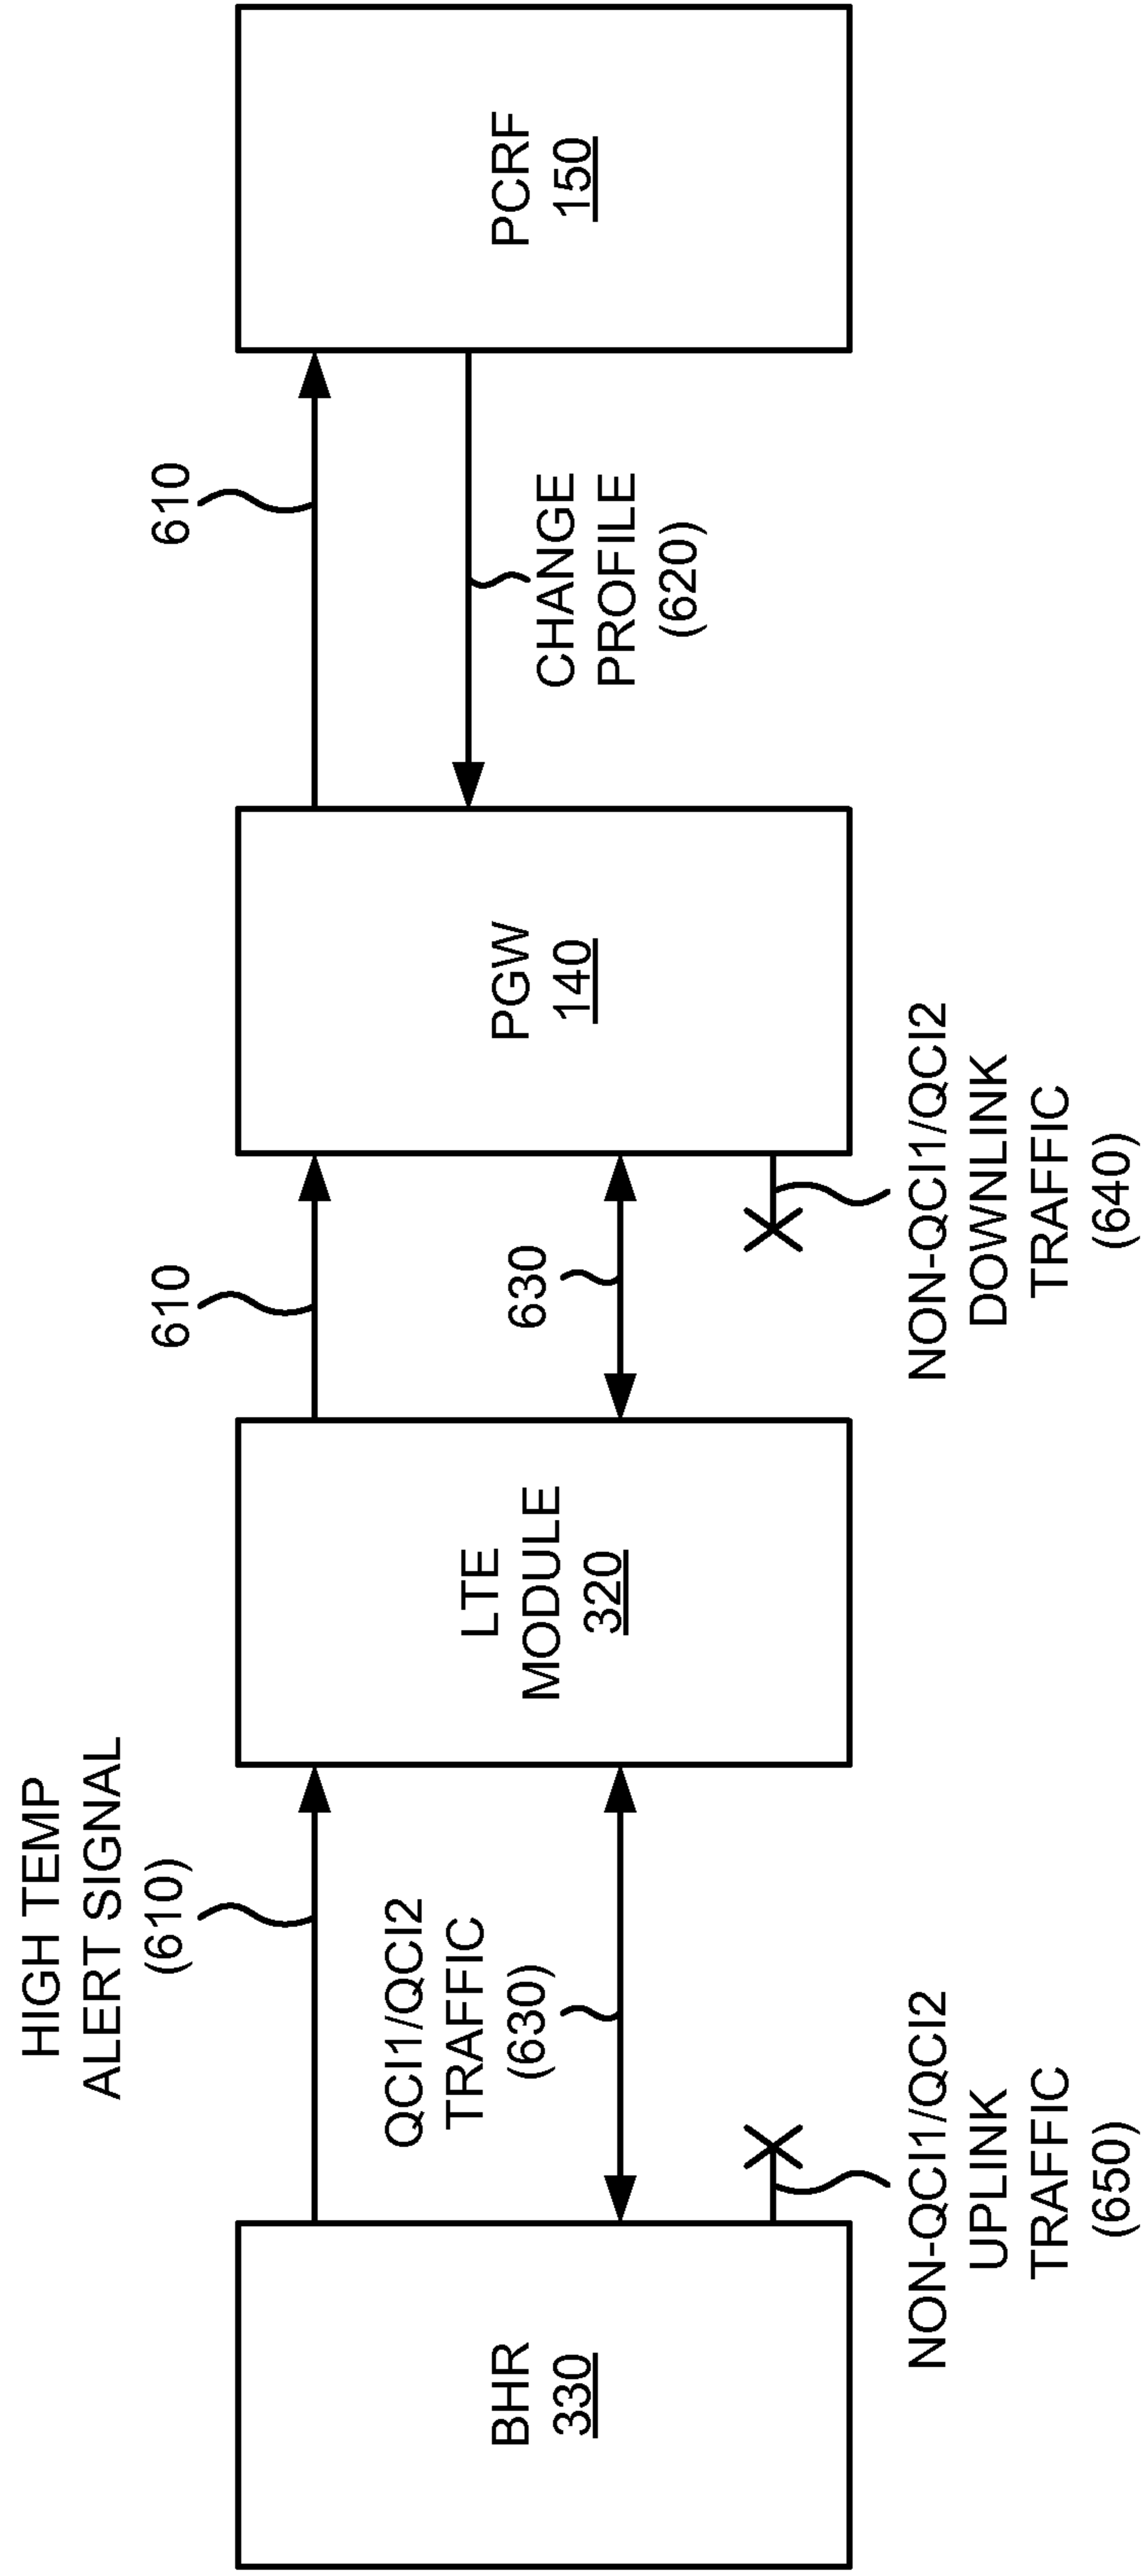 HIGH TEMP
ALERT SIGNAL
(610)
610
610
QCI1/QCI2
TRAFFIC
(630)
630
CHANGE
PROFILE
(620)
BHR
330
LTE
MODULE
320
PGW
140
PCRF
150
NON-QCI1/QCI2
UPLINK
TRAFFIC
(650)
NON-QCI1/QCI2
DOWNLINK
TRAFFIC
(640)